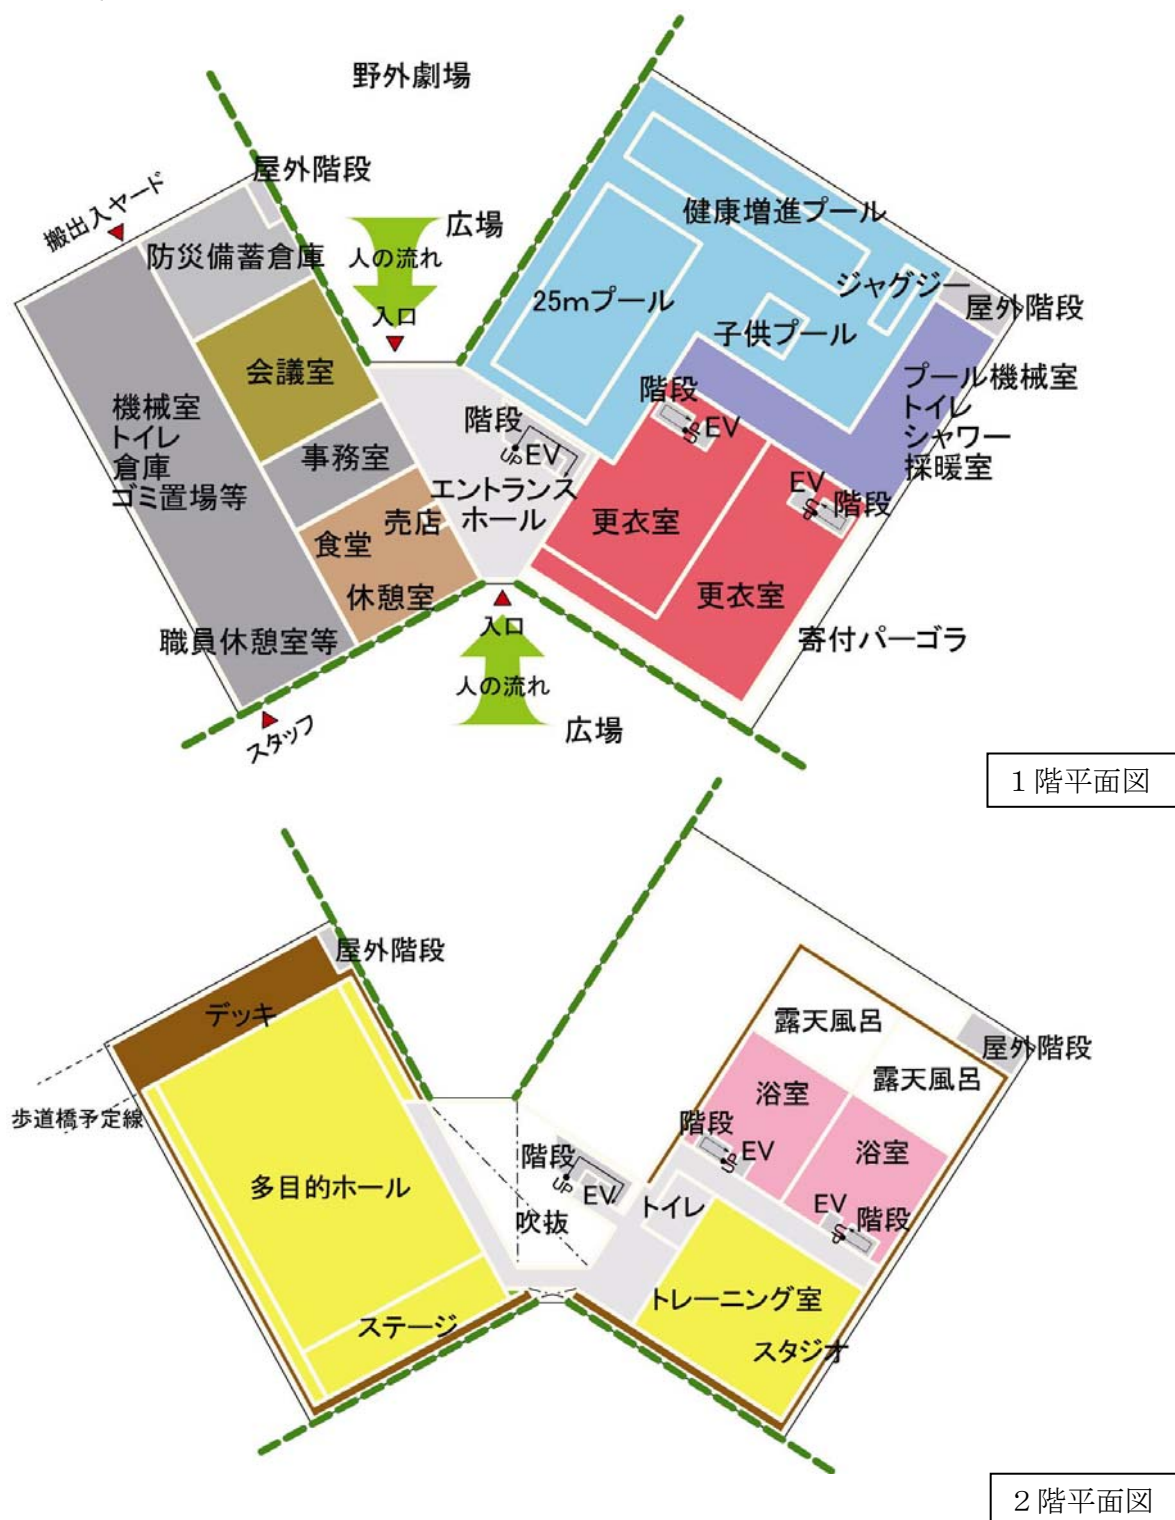 野外劇場
屋外階段
搬出入ヤード
防災備蓄倉庫
広場
人の流れ
入口
健康増進プール
ジャグジー
25mプール
子供プール
屋外階段
会議室
機械室
トイレ
倉庫
ゴミ置場等
事務室
階段
UP
EV
エントランス
ホール
売店
食堂
休憩室
職員休憩室等
スタッフ
階段
UP
EV
プール機械室
トイレ
シャワー
採暖室
EV
UP
階段
更衣室
更衣室
寄付パーゴラ
入口
人の流れ
広場
1階平面図
屋外階段
デッキ
歩道橋予定線
多目的ホール
ステージ
階段
UP
EV
吹抜
トイレ
露天風呂
露天風呂
屋外階段
浴室
浴室
階段
UP
EV
EV
UP
階段
トレーニング室
スタジオ
2階平面図